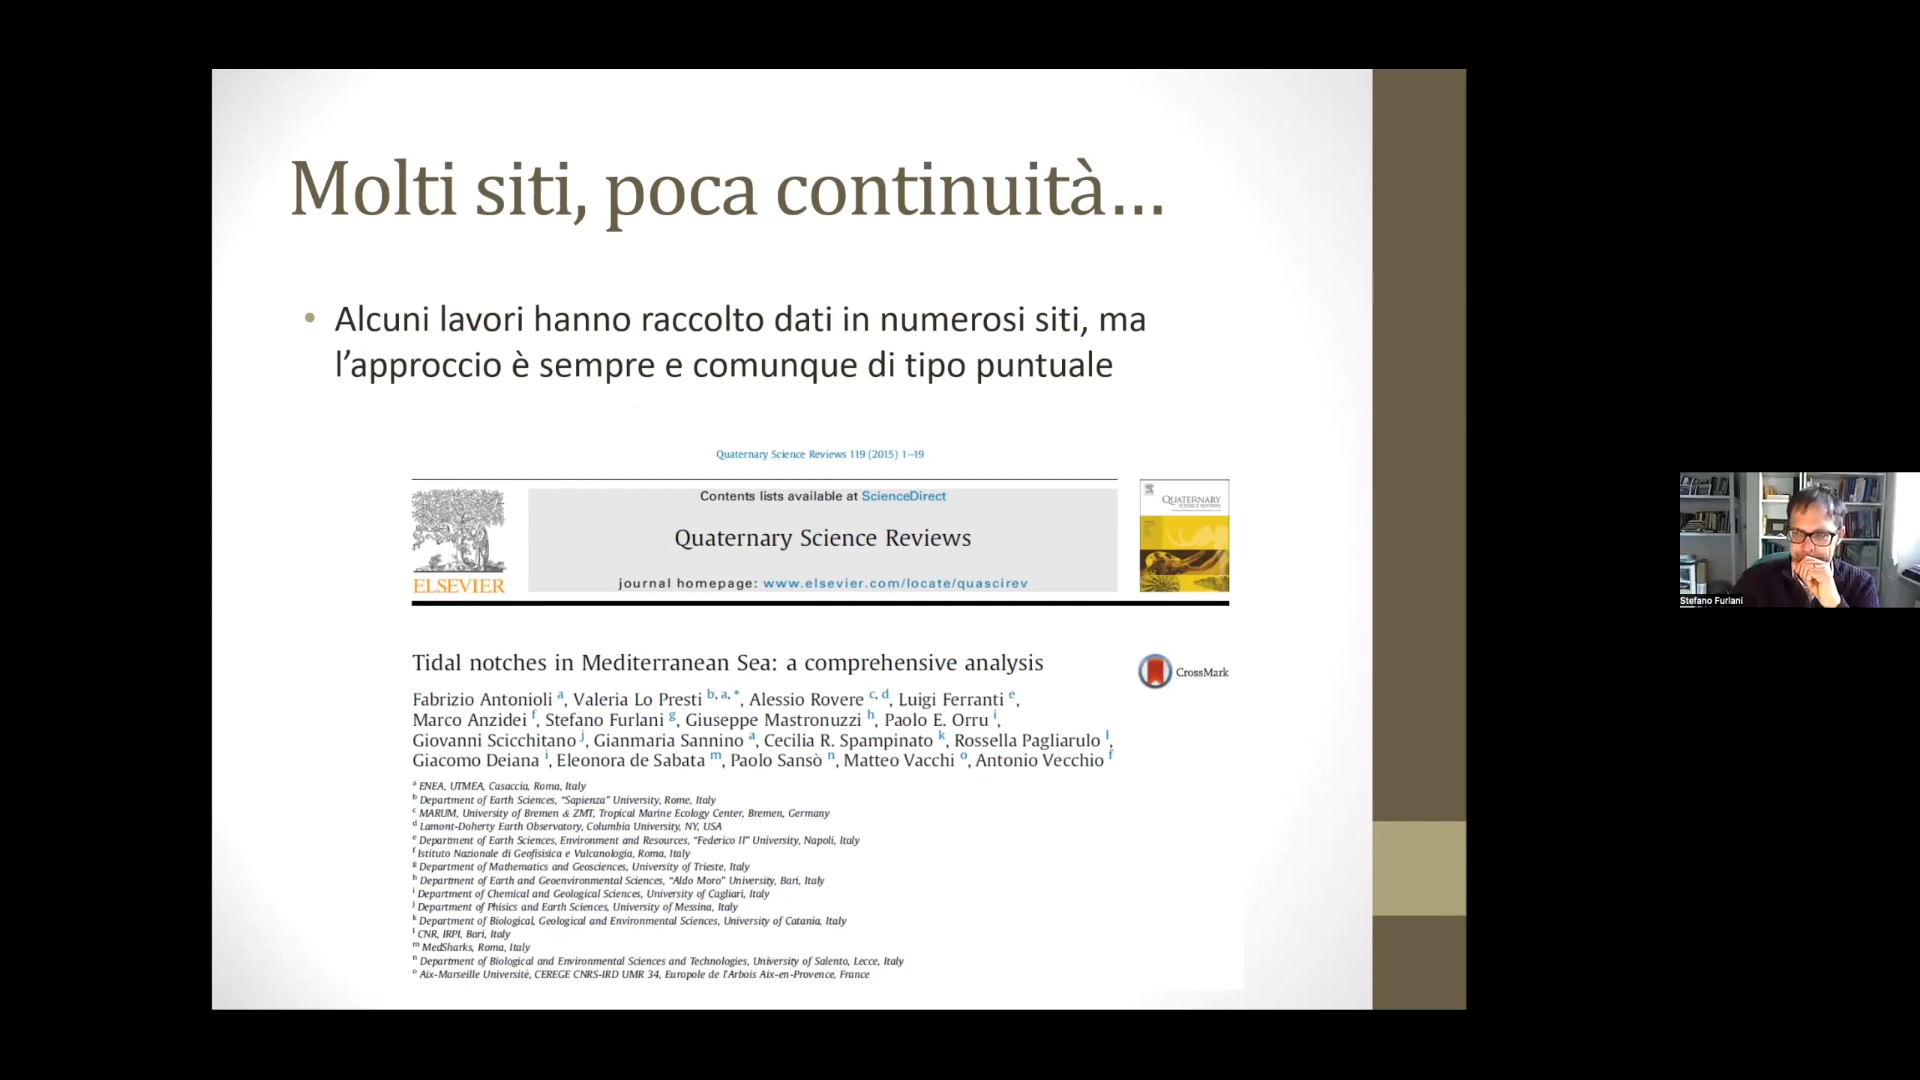 Molti siti, poca continuità...
• Alcuni lavori hanno raccolto dati in numerosi siti, ma
l'approccio è sempre e comunque di tipo puntuale
Quaternary Science Reviews 119 (2015) 1–19
Contents lists available at ScienceDirect
Quaternary Science Reviews
journal homepage: www.elsevier.com/locate/quascirev
ELSEVIER
QUATERNARY
SCIENCE REVIEWS
Tidal notches in Mediterranean Sea: a comprehensive analysis
CrossMark
Fabrizio Antonioli a, Valeria Lo Presti b, a, *, Alessio Rovere c, d, Luigi Ferranti e,
Marco Anzidei f, Stefano Furlani g, Giuseppe Mastronuzzi h, Paolo E. Orru i,
Giovanni Scicchitano j, Gianmaria Sannino a, Cecilia R. Spampinato k, Rossella Pagliarulo l,
Giacomo Deiana i, Eleonora de Sabata m, Paolo Sansò n, Matteo Vacchi o, Antonio Vecchio f
a ENEA, UTMEA, Casaccia, Roma, Italy
b Department of Earth Sciences, "Sapienza" University, Rome, Italy
c MARUM, University of Bremen & ZMT, Tropical Marine Ecology Center, Bremen, Germany
d Lamont-Doherty Earth Observatory, Columbia University, NY, USA
e Department of Earth Sciences, Environment and Resources, "Federico II" University, Napoli, Italy
f Istituto Nazionale di Geofisisica e Vulcanologia, Roma, Italy
g Department of Mathematics and Geosciences, University of Trieste, Italy
h Department of Earth and Geoenvironmental Sciences, "Aldo Moro" University, Bari, Italy
i Department of Chemical and Geological Sciences, University of Cagliari, Italy
j Department of Phisics and Earth Sciences, University of Messina, Italy
k Department of Biological, Geological and Environmental Sciences, University of Catania, Italy
l CNR, IRPI, Bari, Italy
m MedSharks, Roma, Italy
n Department of Biological and Environmental Sciences and Technologies, University of Salento, Lecce, Italy
o Aix-Marseille Université, CEREGE CNRS-IRD UMR 34, Europole de l'Arbois Aix-en-Provence, France
Stefano Furlani